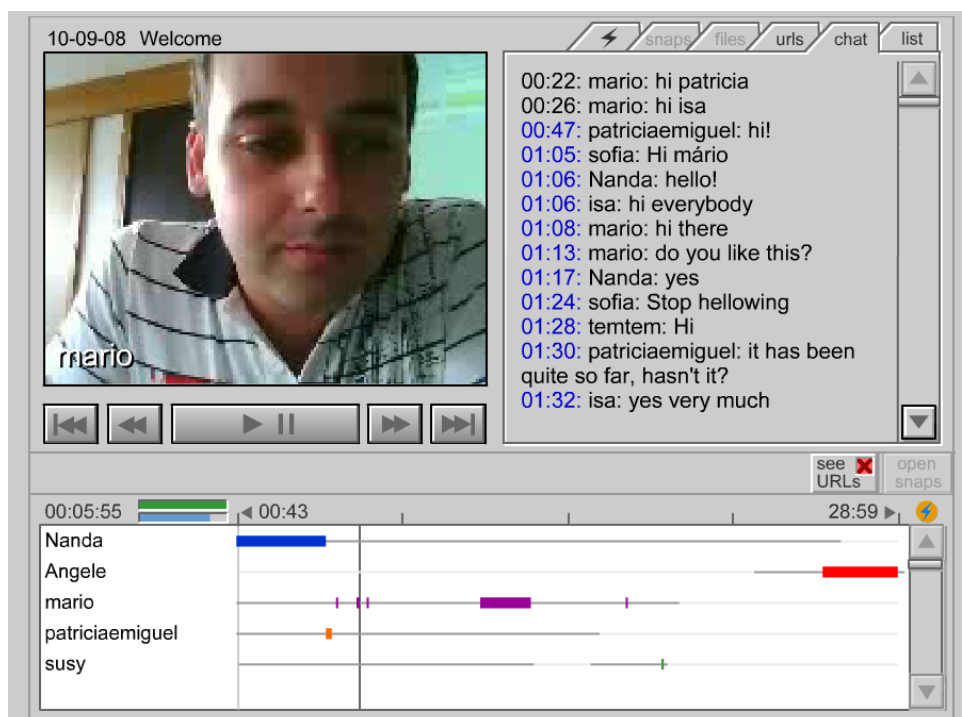 10-09-08 Welcome
snaps files urls chat list
mario
00:22: mario: hi patricia
00:26: mario: hi isa
00:47: patriciaemiguel: hi!
01:05: sofia: Hi mário
01:06: Nanda: hello!
01:06: isa: hi everybody
01:08: mario: hi there
01:13: mario: do you like this?
01:17: Nanda: yes
01:24: sofia: Stop hellowing
01:28: temtem: Hi
01:30: patriciaemiguel: it has been
quite so far, hasn't it?
01:32: isa: yes very much
see
URLs
open
snaps
00:05:55 00:43 28:59
Nanda
Angele
mario
patriciaemiguel
susy